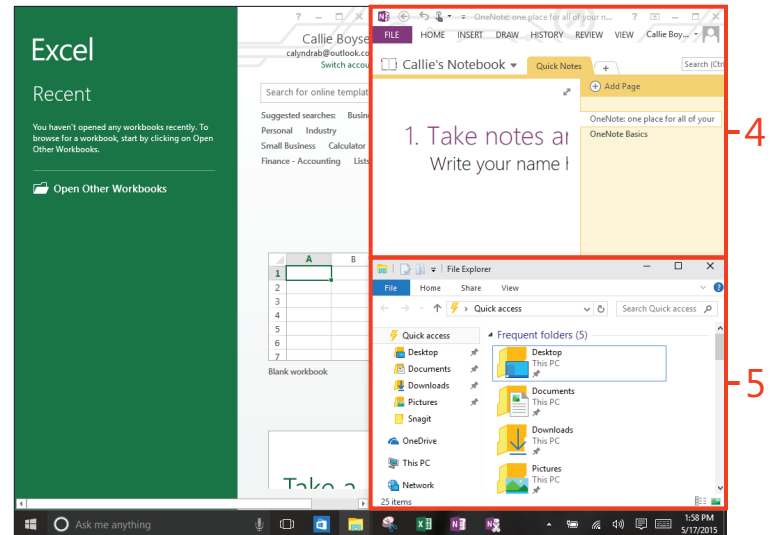 Excel
Recent
You haven't opened any workbooks recently. To
browse for a workbook, start by clicking on Open
Other Workbooks.
Open Other Workbooks
?
Callie Boyse
calyndrab@outlook.co
Switch accou
Search for online templat
Suggested searches: Busin
Personal Industry
Small Business Calculator
Finance - Accounting Lists
A B
1
2
3
4
5
6
7
Blank workbook
Take a
OneNote: one place for all of your n... ?
FILE HOME INSERT DRAW HISTORY REVIEW VIEW Callie Boy...
Callie's Notebook Quick Notes + Search (Ctrl
Add Page
OneNote: one place for all of your
OneNote Basics
1. Take notes an
Write your name h
4
File Explorer
File Home Share View ?
Quick access Search Quick access
Quick access
Desktop
Documents
Downloads
Pictures
Snagit
OneDrive
This PC
Network
Frequent folders (5)
Desktop
This PC
Documents
This PC
Downloads
This PC
Pictures
This PC
25 items
5
Ask me anything
1:58 PM
5/17/2015